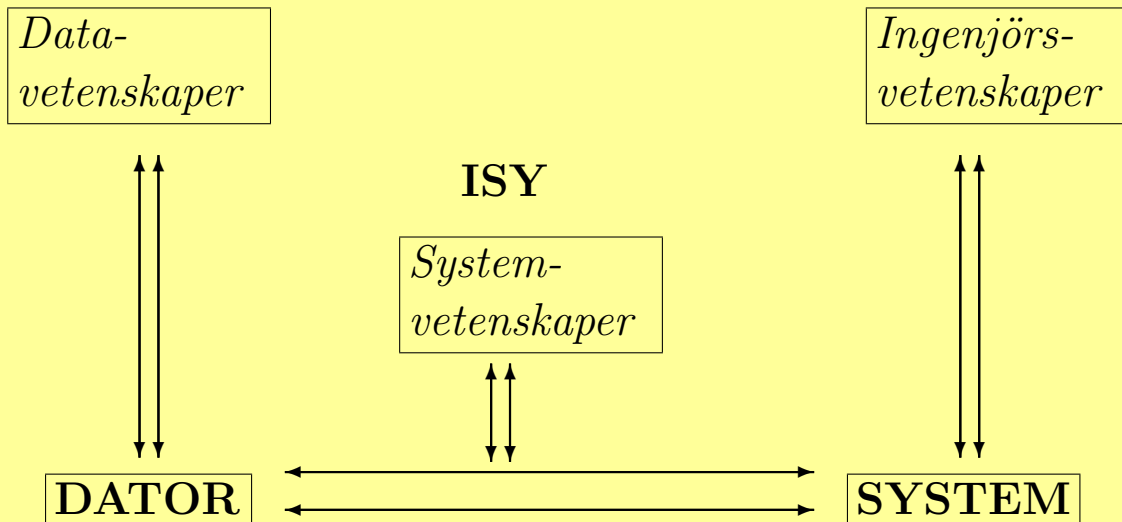 Data-
vetenskaper
Ingenjörs-
vetenskaper
ISY
System-
vetenskaper
DATOR
SYSTEM